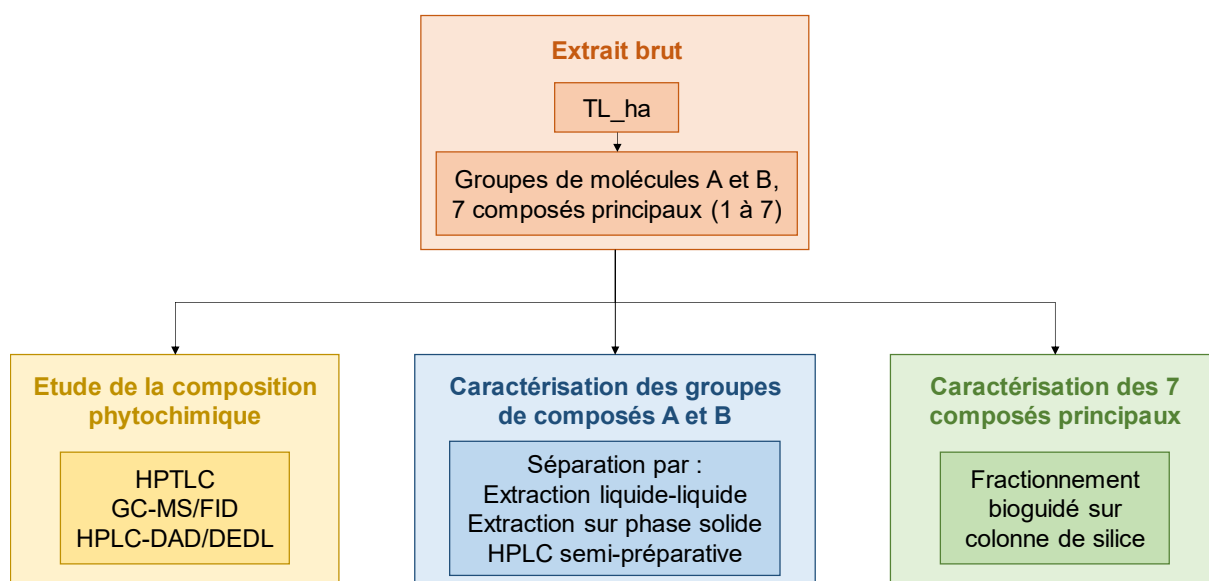 Extrait brut
TL_ha
Groupes de molécules A et B,
7 composés principaux (1 à 7)
Etude de la composition
phytochimique
HPTLC
GC-MS/FID
HPLC-DAD/DEDL
Caractérisation des groupes
de composés A et B
Séparation par :
Extraction liquide-liquide
Extraction sur phase solide
HPLC semi-préparative
Caractérisation des 7
composés principaux
Fractionnement
bioguidé sur
colonne de silice